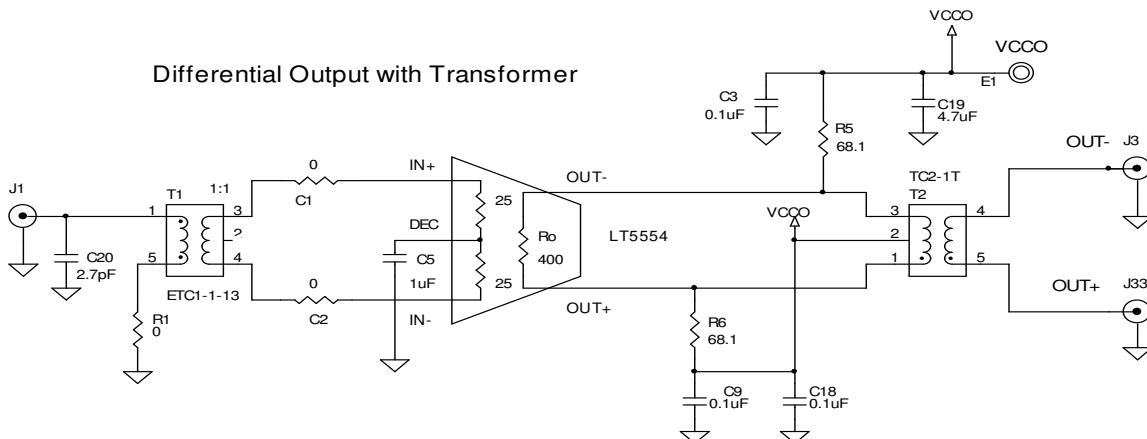 VCCO
VCCO
E1
Differential Output with Transformer
C3
0.1uF
C19
4.7uF
R5
68.1
J1
T1
1:1
1
3
2
5
4
ETC1-1-13
C20
2.7pF
R1
0
0
C1
0
C2
IN+
DEC
C5
1uF
IN-
25
25
Ro
400
OUT-
OUT+
LT5554
VCCO
R6
68.1
C9
0.1uF
C18
0.1uF
TC2-1T
T2
3
4
2
1
5
OUT-
J3
OUT+
J33